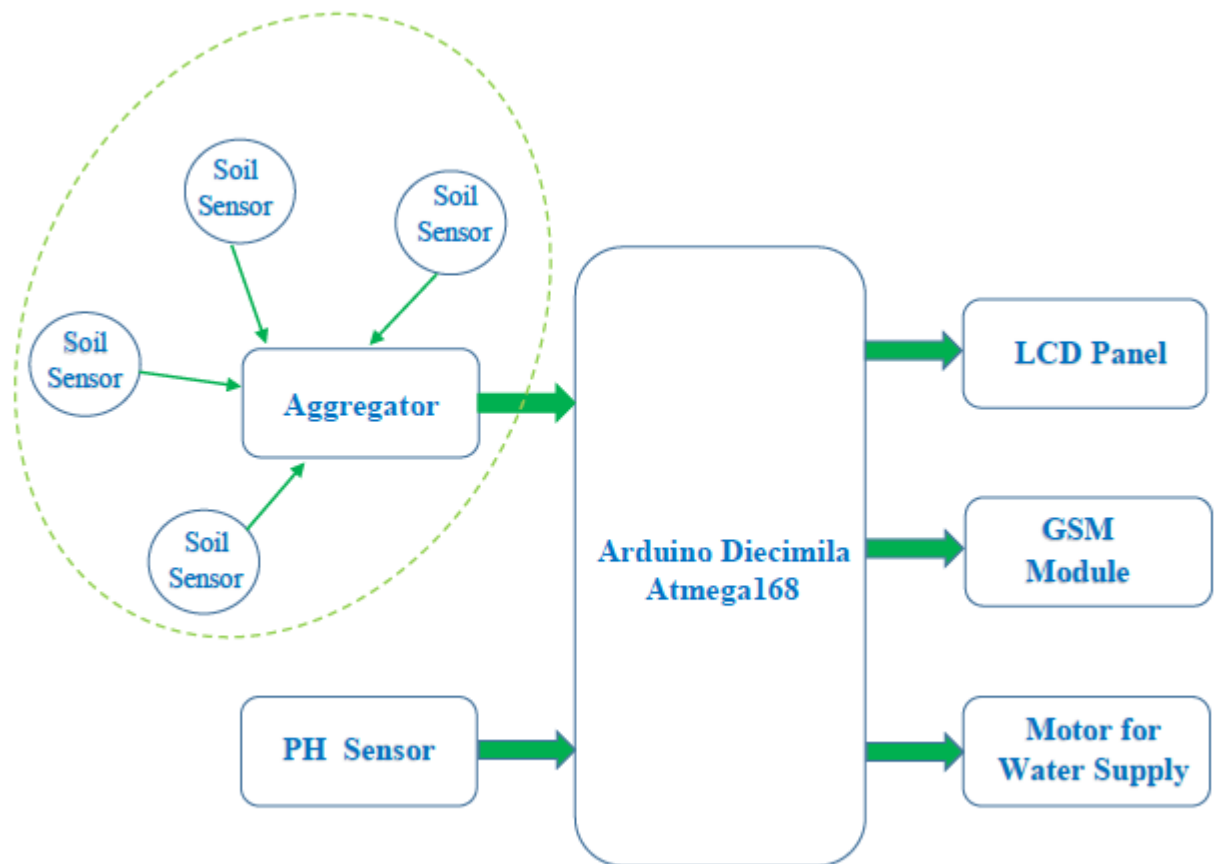 Soil
Sensor
Soil
Sensor
Soil
Sensor
Aggregator
Soil
Sensor
PH Sensor
Arduino Diecimila
Atmega168
LCD Panel
GSM
Module
Motor for
Water Supply